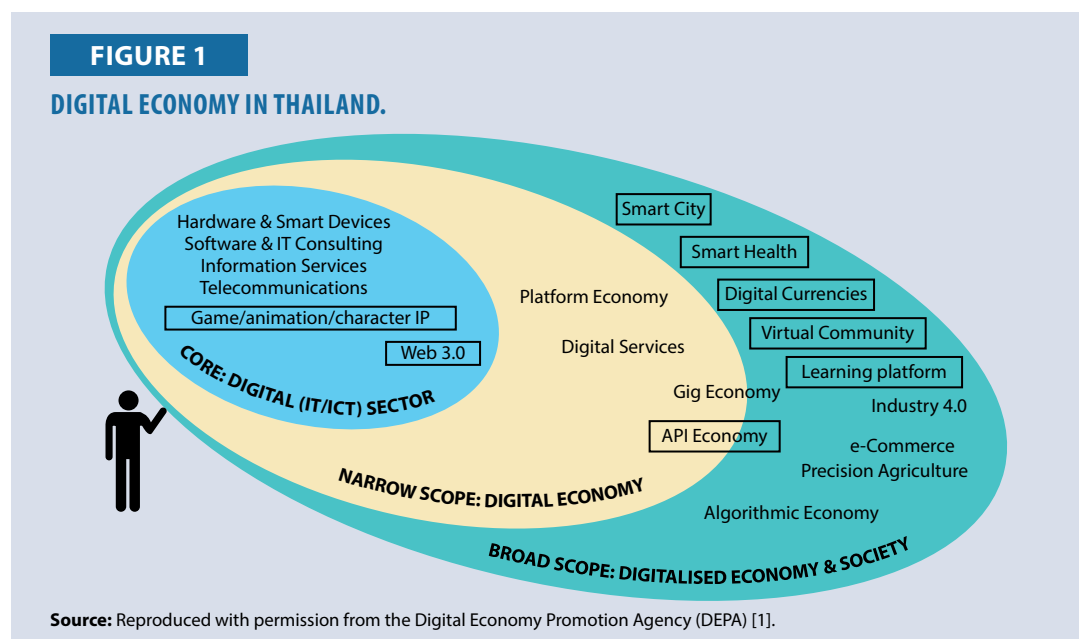 FIGURE 1
DIGITAL ECONOMY IN THAILAND.
Hardware & Smart Devices
Software & IT Consulting
Information Services
Telecommunications
Game/animation/character IP
Web 3.0
CORE: DIGITAL (IT/ICT) SECTOR
Platform Economy
Digital Services
Gig Economy
API Economy
NARROW SCOPE: DIGITAL ECONOMY
Smart City
Smart Health
Digital Currencies
Virtual Community
Learning platform
Industry 4.0
e-Commerce
Precision Agriculture
Algorithmic Economy
BROAD SCOPE: DIGITALISED ECONOMY & SOCIETY
Source: Reproduced with permission from the Digital Economy Promotion Agency (DEPA) [1].